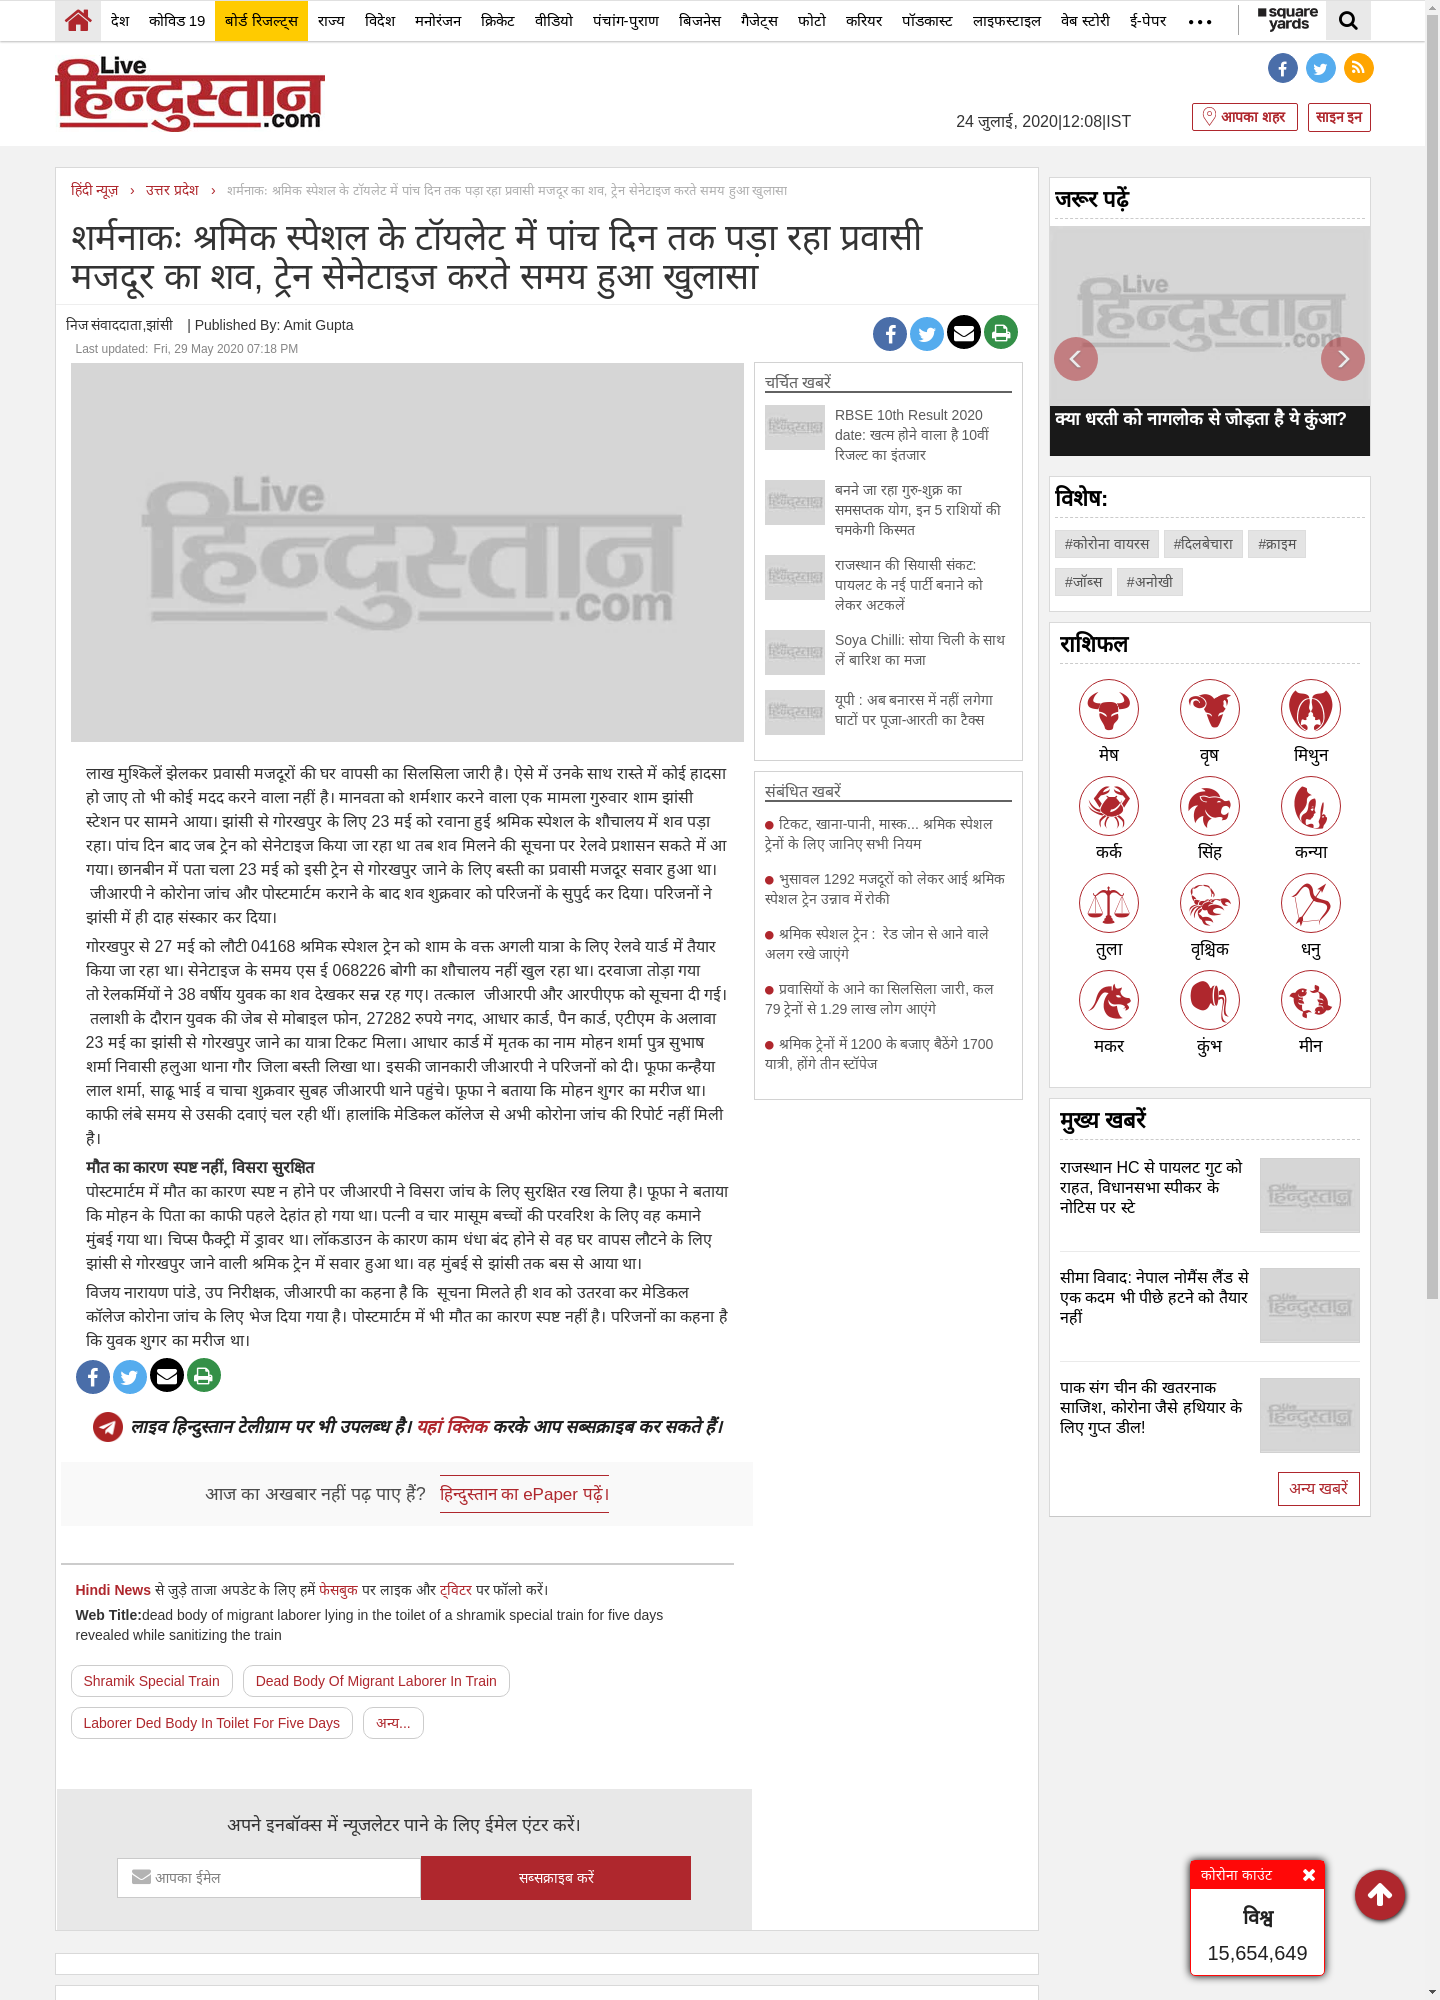 देश कोविड 19 बोर्ड रिजल्ट्स राज्य विदेश मनोरंजन क्रिकेट वीडियो पंचांग-पुराण बिजनेस गैजेट्स फोटो करियर पॉडकास्ट लाइफस्टाइल वेब स्टोरी ई-पेपर
square yards
Live
हिन्दुस्तान
.com
24 जुलाई, 2020|12:08|IST
आपका शहर
साइन इन
हिंदी न्यूज़ › उत्तर प्रदेश › शर्मनाकः श्रमिक स्पेशल के टॉयलेट में पांच दिन तक पड़ा रहा प्रवासी मजदूर का शव, ट्रेन सेनेटाइज करते समय हुआ खुलासा
शर्मनाकः श्रमिक स्पेशल के टॉयलेट में पांच दिन तक पड़ा रहा प्रवासी
मजदूर का शव, ट्रेन सेनेटाइज करते समय हुआ खुलासा
निज संवाददाता,झांसी | Published By: Amit Gupta
Last updated: Fri, 29 May 2020 07:18 PM
Live
हिन्दुस्तान
.com
लाख मुश्किलें झेलकर प्रवासी मजदूरों की घर वापसी का सिलसिला जारी है। ऐसे में उनके साथ रास्ते में कोई हादसा
हो जाए तो भी कोई मदद करने वाला नहीं है। मानवता को शर्मशार करने वाला एक मामला गुरुवार शाम झांसी
स्टेशन पर सामने आया। झांसी से गोरखपुर के लिए 23 मई को रवाना हुई श्रमिक स्पेशल के शौचालय में शव पड़ा
रहा। पांच दिन बाद जब ट्रेन को सेनेटाइज किया जा रहा था तब शव मिलने की सूचना पर रेलवे प्रशासन सकते में आ
गया। छानबीन में पता चला 23 मई को इसी ट्रेन से गोरखपुर जाने के लिए बस्ती का प्रवासी मजदूर सवार हुआ था।
जीआरपी ने कोरोना जांच और पोस्टमार्टम कराने के बाद शव शुक्रवार को परिजनों के सुपुर्द कर दिया। परिजनों ने
झांसी में ही दाह संस्कार कर दिया।
गोरखपुर से 27 मई को लौटी 04168 श्रमिक स्पेशल ट्रेन को शाम के वक्त अगली यात्रा के लिए रेलवे यार्ड में तैयार
किया जा रहा था। सेनेटाइज के समय एस ई 068226 बोगी का शौचालय नहीं खुल रहा था। दरवाजा तोड़ा गया
तो रेलकर्मियों ने 38 वर्षीय युवक का शव देखकर सन्न रह गए। तत्काल जीआरपी और आरपीएफ को सूचना दी गई।
तलाशी के दौरान युवक की जेब से मोबाइल फोन, 27282 रुपये नगद, आधार कार्ड, पैन कार्ड, एटीएम के अलावा
23 मई का झांसी से गोरखपुर जाने का यात्रा टिकट मिला। आधार कार्ड में मृतक का नाम मोहन शर्मा पुत्र सुभाष
शर्मा निवासी हलुआ थाना गौर जिला बस्ती लिखा था। इसकी जानकारी जीआरपी ने परिजनों को दी। फूफा कन्हैया
लाल शर्मा, साढू भाई व चाचा शुक्रवार सुबह जीआरपी थाने पहुंचे। फूफा ने बताया कि मोहन शुगर का मरीज था।
काफी लंबे समय से उसकी दवाएं चल रही थीं। हालांकि मेडिकल कॉलेज से अभी कोरोना जांच की रिपोर्ट नहीं मिली
है।
मौत का कारण स्पष्ट नहीं, विसरा सुरक्षित
पोस्टमार्टम में मौत का कारण स्पष्ट न होने पर जीआरपी ने विसरा जांच के लिए सुरक्षित रख लिया है। फूफा ने बताया
कि मोहन के पिता का काफी पहले देहांत हो गया था। पत्नी व चार मासूम बच्चों की परवरिश के लिए वह कमाने
मुंबई गया था। चिप्स फैक्ट्री में ड्रावर था। लॉकडाउन के कारण काम धंधा बंद होने से वह घर वापस लौटने के लिए
झांसी से गोरखपुर जाने वाली श्रमिक ट्रेन में सवार हुआ था। वह मुंबई से झांसी तक बस से आया था।
विजय नारायण पांडे, उप निरीक्षक, जीआरपी का कहना है कि सूचना मिलते ही शव को उतरवा कर मेडिकल
कॉलेज कोरोना जांच के लिए भेज दिया गया है। पोस्टमार्टम में भी मौत का कारण स्पष्ट नहीं है। परिजनों का कहना है
कि युवक शुगर का मरीज था।
लाइव हिन्दुस्तान टेलीग्राम पर भी उपलब्ध है। यहां क्लिक करके आप सब्सक्राइब कर सकते हैं।
आज का अखबार नहीं पढ़ पाए हैं? हिन्दुस्तान का ePaper पढ़ें।
Hindi News से जुड़े ताजा अपडेट के लिए हमें फेसबुक पर लाइक और ट्विटर पर फॉलो करें।
Web Title:dead body of migrant laborer lying in the toilet of a shramik special train for five days
revealed while sanitizing the train
Shramik Special Train
Dead Body Of Migrant Laborer In Train
Laborer Ded Body In Toilet For Five Days
अन्य...
अपने इनबॉक्स में न्यूजलेटर पाने के लिए ईमेल एंटर करें।
आपका ईमेल
सब्सक्राइब करें
चर्चित खबरें
RBSE 10th Result 2020
date: खत्म होने वाला है 10वीं
रिजल्ट का इंतजार
बनने जा रहा गुरु-शुक्र का
समसप्तक योग, इन 5 राशियों की
चमकेगी किस्मत
राजस्थान की सियासी संकट:
पायलट के नई पार्टी बनाने को
लेकर अटकलें
Soya Chilli: सोया चिली के साथ
लें बारिश का मजा
यूपी : अब बनारस में नहीं लगेगा
घाटों पर पूजा-आरती का टैक्स
संबंधित खबरें
टिकट, खाना-पानी, मास्क... श्रमिक स्पेशल
ट्रेनों के लिए जानिए सभी नियम
भुसावल 1292 मजदूरों को लेकर आई श्रमिक
स्पेशल ट्रेन उन्नाव में रोकी
श्रमिक स्पेशल ट्रेन : रेड जोन से आने वाले
अलग रखे जाएंगे
प्रवासियों के आने का सिलसिला जारी, कल
79 ट्रेनों से 1.29 लाख लोग आएंगे
श्रमिक ट्रेनों में 1200 के बजाए बैठेंगे 1700
यात्री, होंगे तीन स्टॉपेज
जरूर पढ़ें
Live
हिन्दुस्तान
.com
क्या धरती को नागलोक से जोड़ता है ये कुंआ?
विशेष:
#कोरोना वायरस #दिलबेचारा #क्राइम
#जॉब्स #अनोखी
राशिफल
मेष वृष मिथुन
कर्क सिंह कन्या
तुला वृश्चिक धनु
मकर कुंभ मीन
मुख्य खबरें
राजस्थान HC से पायलट गुट को
राहत, विधानसभा स्पीकर के
नोटिस पर स्टे
हिन्दुस्तान
सीमा विवाद: नेपाल नोमैंस लैंड से
एक कदम भी पीछे हटने को तैयार
नहीं
हिन्दुस्तान
पाक संग चीन की खतरनाक
साजिश, कोरोना जैसे हथियार के
लिए गुप्त डील!
हिन्दुस्तान
अन्य खबरें
कोरोना काउंट
विश्व
15,654,649